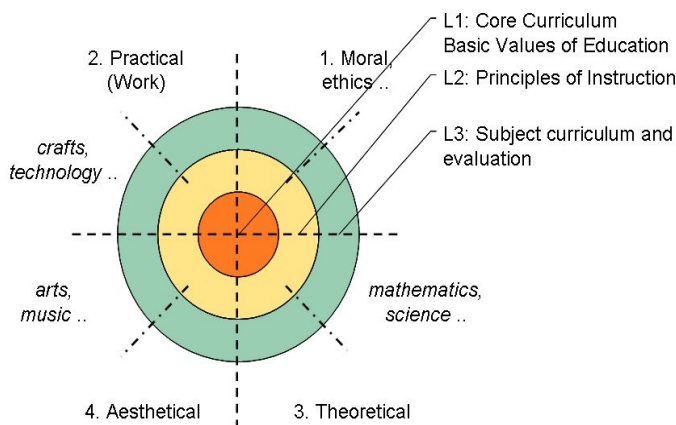 L1: Core Curriculum
Basic Values of Education
2. Practical
(Work)
1. Moral,
ethics ..
L2: Principles of Instruction
L3: Subject curriculum and
evaluation
crafts,
technology ..
arts,
music ..
mathematics,
science ..
4. Aesthetical
3. Theoretical